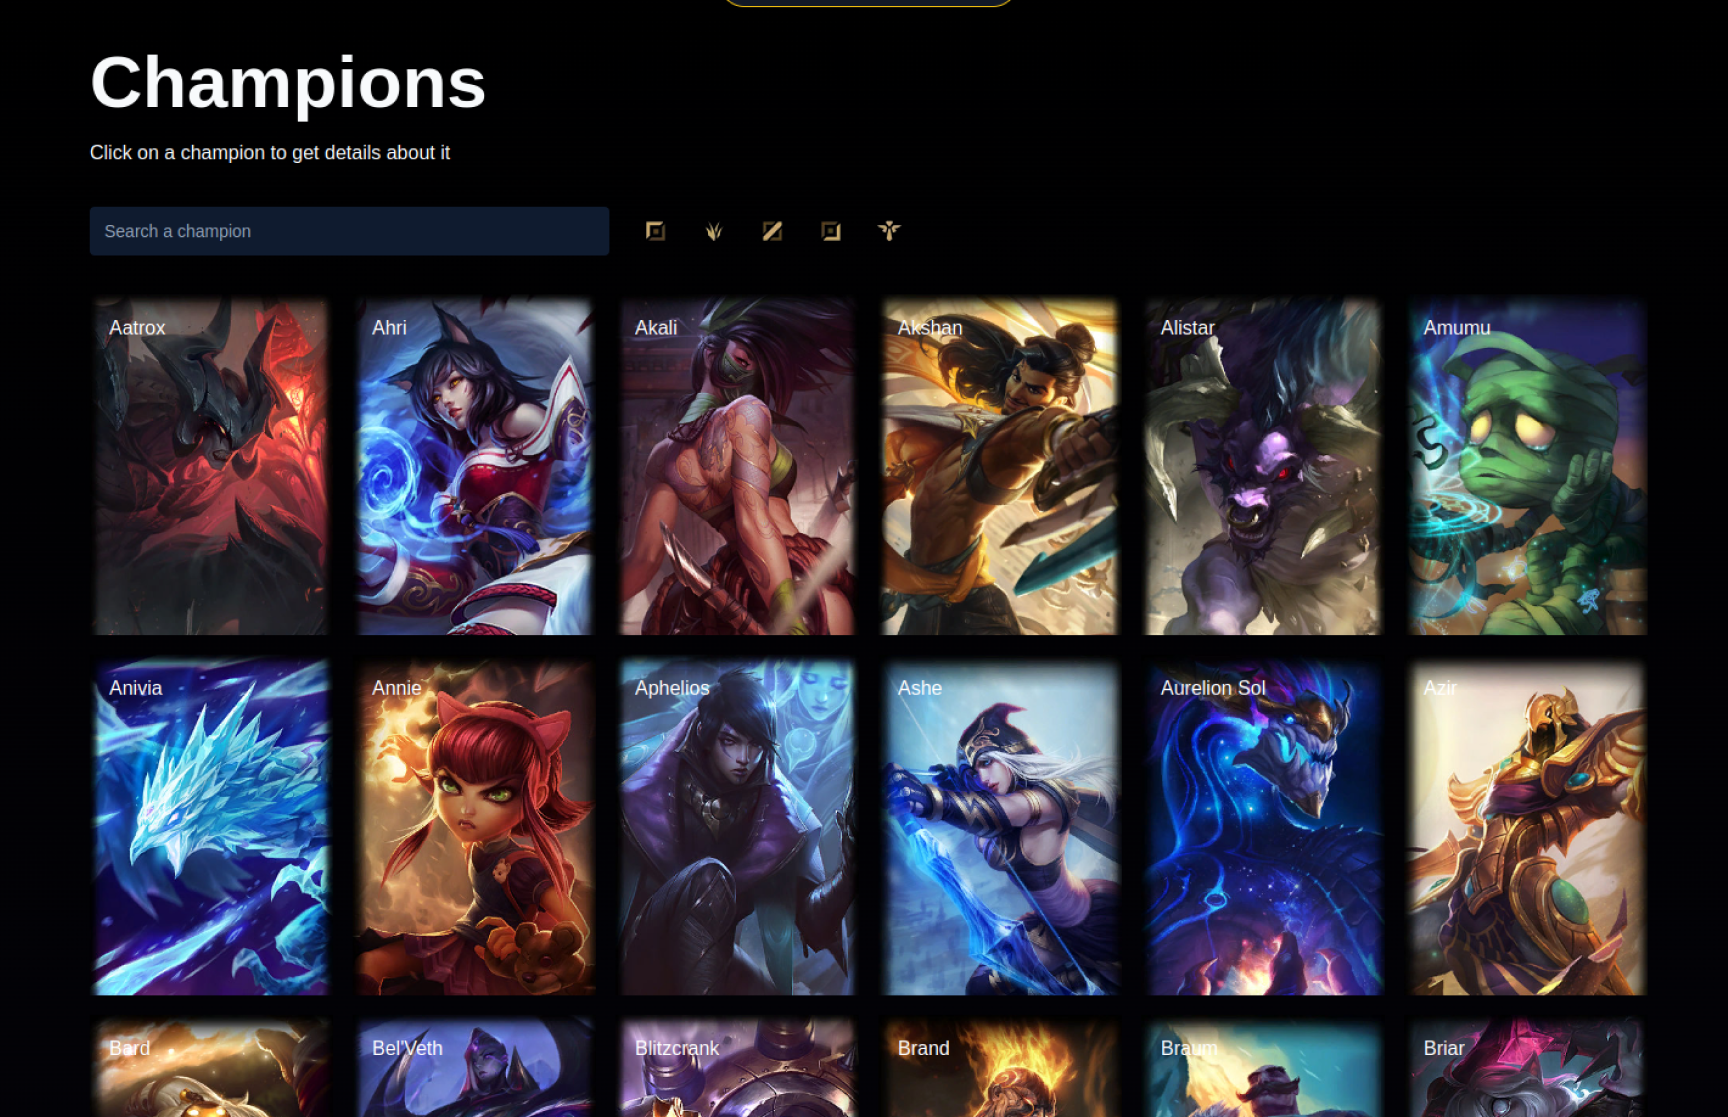 Champions
Click on a champion to get details about it
Search a champion
Aatrox
Ahri
Akali
Akshan
Alistar
Amumu
Anivia
Annie
Aphelios
Ashe
Aurelion Sol
Azir
Bard
Bel'Veth
Blitzcrank
Brand
Braum
Briar